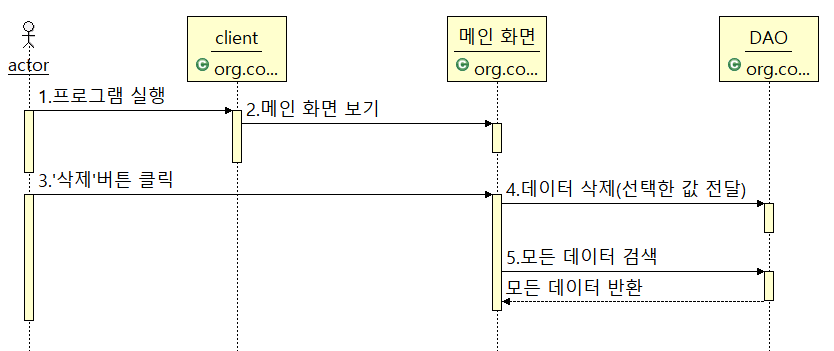 actor
client
org.co...
메인 화면
org.co...
DAO
org.co...
1.프로그램 실행
2.메인 화면 보기
3.'삭제'버튼 클릭
4.데이터 삭제(선택한 값 전달)
5.모든 데이터 검색
모든 데이터 반환